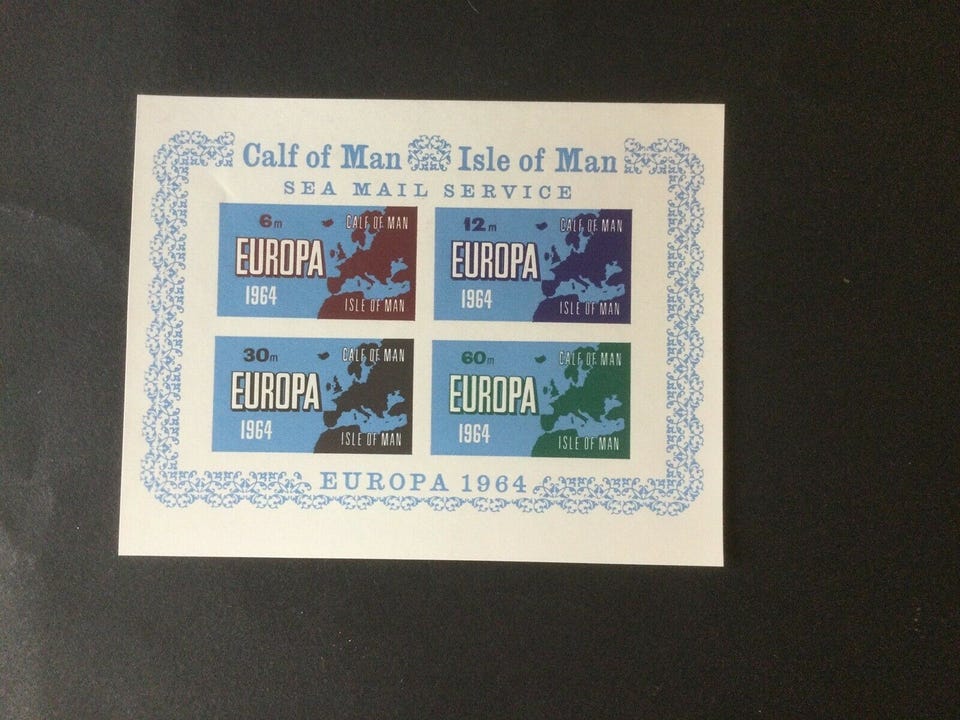 Calf of Man Isle of Man
SEA MAIL SERVICE
6m CALF OF MAN
EUROPA
1964
ISLE OF MAN
12m CALF OF MAN
EUROPA
1964
ISLE OF MAN
30m CALF OF MAN
EUROPA
1964
ISLE OF MAN
60m CALF OF MAN
EUROPA
1964
ISLE OF MAN
EUROPA 1964